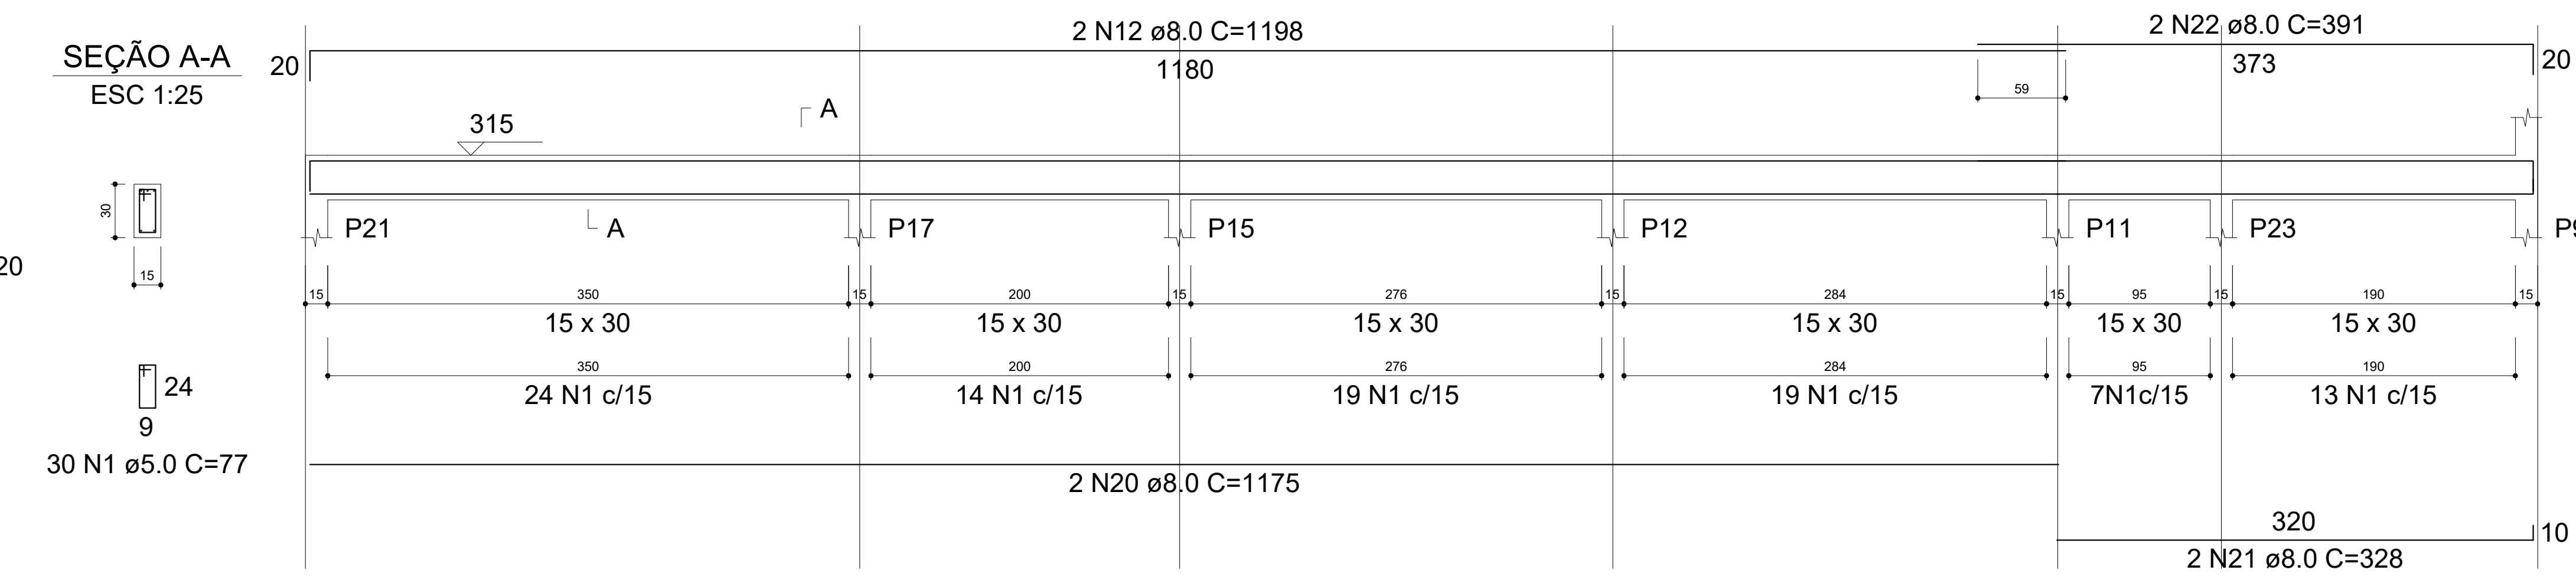 2 N12 ø8.0 C=1198
2 N22 ø8.0 C=391
SEÇÃO A-A
ESC 1:25
20
1180
373
20
59
A
315
30
P21
A
P17
P15
P12
P11
P23
P9
20
15
15
350
15
200
15
276
15
284
15
95
15
190
15
15 x 30
15 x 30
15 x 30
15 x 30
15 x 30
15 x 30
350
200
276
284
95
190
24
24 N1 c/15
14 N1 c/15
19 N1 c/15
19 N1 c/15
7N1c/15
13 N1 c/15
9
30 N1 ø5.0 C=77
2 N20 ø8.0 C=1175
320
10
2 N21 ø8.0 C=328